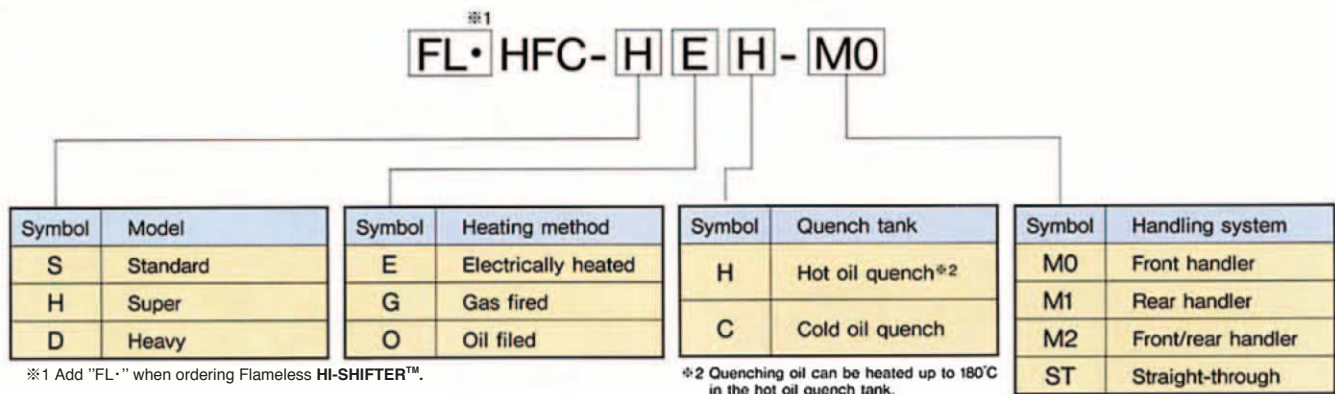 ※1
FL・HFC-HEH-M0
Symbol Model
S Standard
H Super
D Heavy
Symbol Heating method
E Electrically heated
G Gas fired
O Oil filed
Symbol Quench tank
H Hot oil quench※2
C Cold oil quench
Symbol Handling system
M0 Front handler
M1 Rear handler
M2 Front/rear handler
ST Straight-through
※1 Add "FL・" when ordering Flameless HI-SHIFTER™.
※2 Quenching oil can be heated up to 180°C
in the hot oil quench tank.